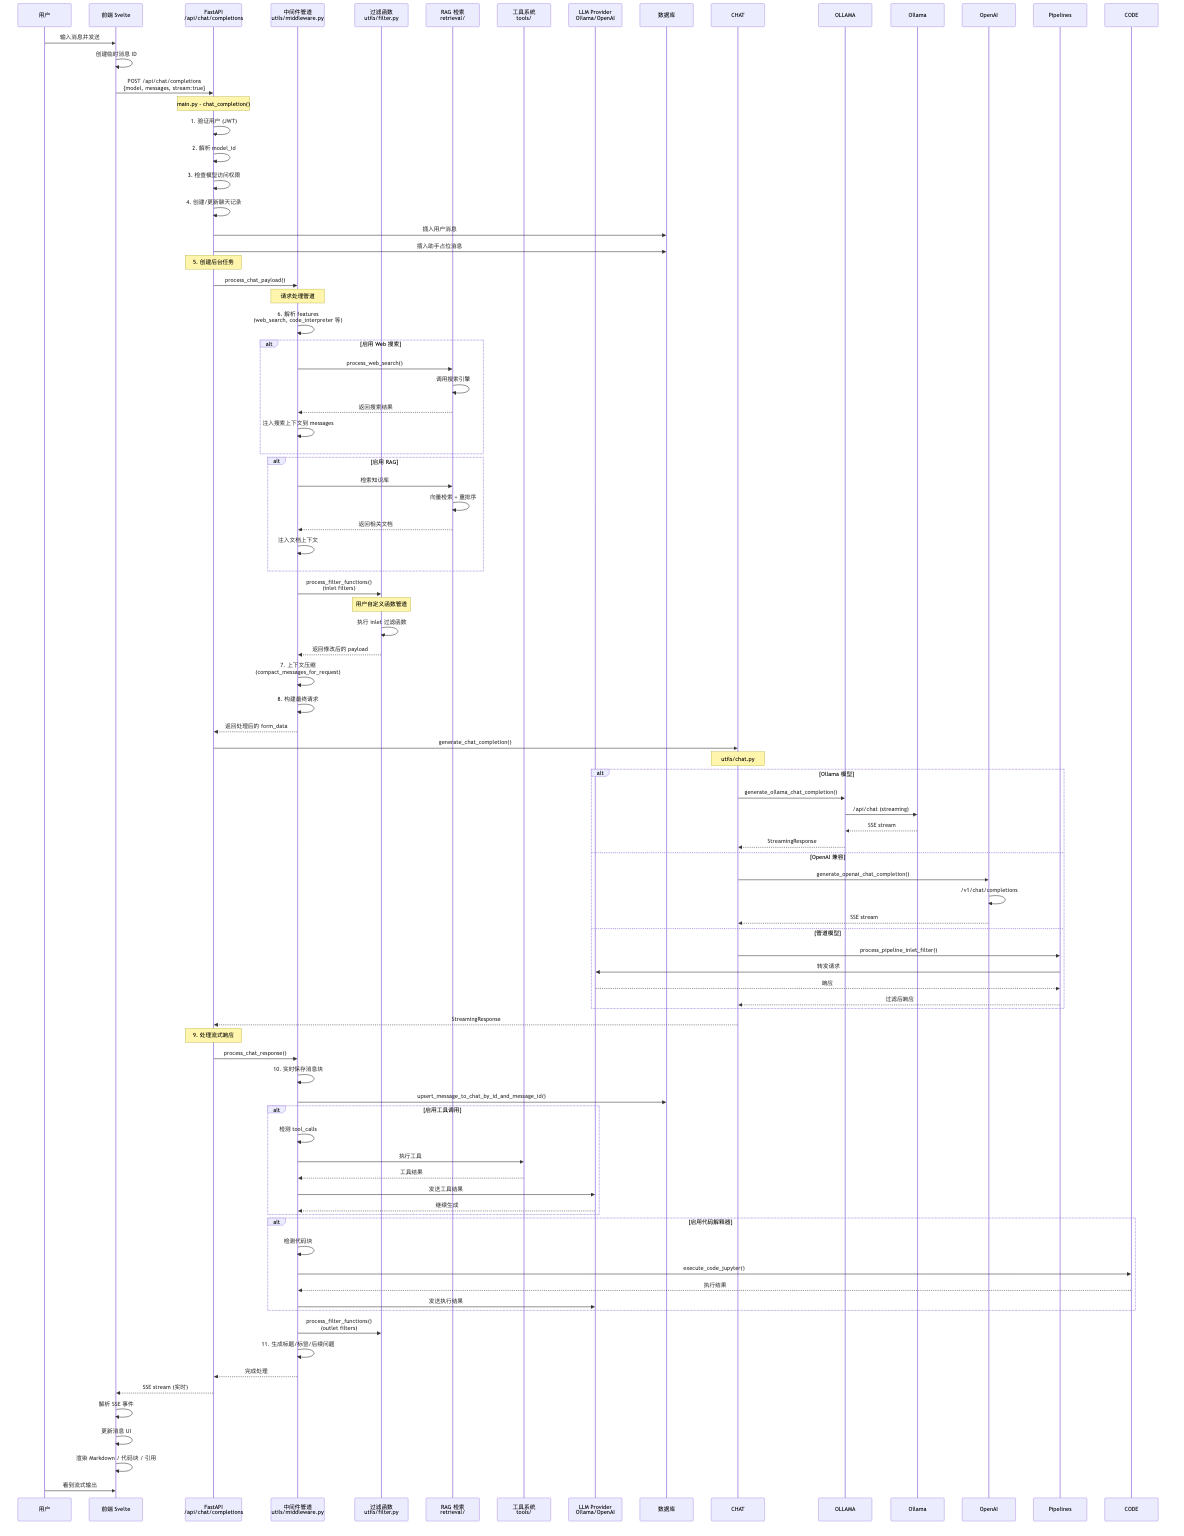 用户
前端 Svelte
FastAPI
/api/chat/completions
中间件管道
utils/middleware.py
过滤函数
utils/filter.py
RAG 检索
retrieval/
工具系统
tools/
LLM Provider
Ollama/OpenAI
数据库
CHAT
OLLAMA
Ollama
OpenAI
Pipelines
CODE
输入消息并发送
创建临时消息 ID
POST /api/chat/completions
{model, messages, stream:true}
main.py - chat_completion()
1. 验证用户 (JWT)
2. 解析 model_id
3. 检查模型访问权限
4. 创建/更新聊天记录
插入用户消息
插入助手占位消息
5. 创建后台任务
process_chat_payload()
请求处理管道
6. 解析 features
(web_search, code_interpreter 等)
alt
[启用 Web 搜索]
process_web_search()
调用搜索引擎
返回搜索结果
注入搜索上下文到 messages
alt
[启用 RAG]
检索知识库
向量检索 + 重排序
返回相关文档
注入文档上下文
process_filter_functions()
(inlet filters)
用户自定义函数管道
执行 inlet 过滤函数
返回修改后的 payload
7. 上下文压缩
(compact_messages_for_request)
8. 构建最终请求
返回处理后的 form_data
generate_chat_completion()
utils/chat.py
alt
[Ollama 模型]
generate_ollama_chat_completion()
/api/chat (streaming)
SSE stream
StreamingResponse
[OpenAI 兼容]
generate_openai_chat_completion()
/v1/chat/completions
SSE stream
[管道模型]
process_pipeline_inlet_filter()
转发请求
响应
过滤后响应
StreamingResponse
9. 处理流式响应
process_chat_response()
10. 实时保存消息块
upsert_message_to_chat_by_id_and_message_id()
alt
[启用工具调用]
检测 tool_calls
执行工具
工具结果
发送工具结果
继续生成
alt
[启用代码解释器]
检测代码块
execute_code_jupyter()
执行结果
发送执行结果
process_filter_functions()
(outlet filters)
11. 生成标题/标签/后续问题
完成处理
SSE stream (实时)
解析 SSE 事件
更新消息 UI
渲染 Markdown / 代码块 / 引用
看到流式输出
用户
前端 Svelte
FastAPI
/api/chat/completions
中间件管道
utils/middleware.py
过滤函数
utils/filter.py
RAG 检索
retrieval/
工具系统
tools/
LLM Provider
Ollama/OpenAI
数据库
CHAT
OLLAMA
Ollama
OpenAI
Pipelines
CODE